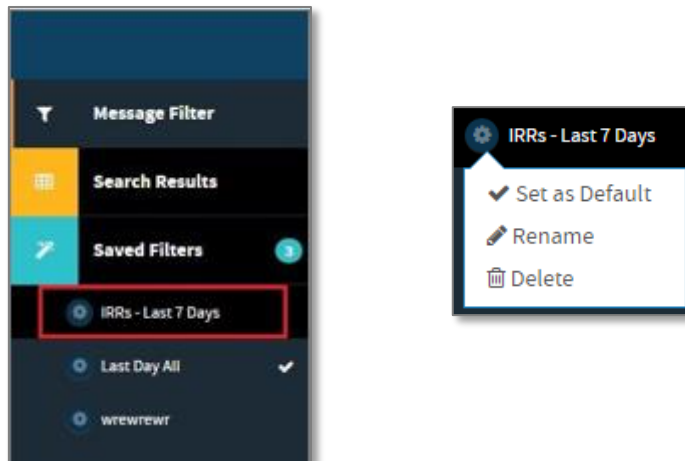 Message Filter
Search Results
Saved Filters 3
IRRs - Last 7 Days
Last Day All
wrewrewr
IRRs - Last 7 Days
Set as Default
Rename
Delete